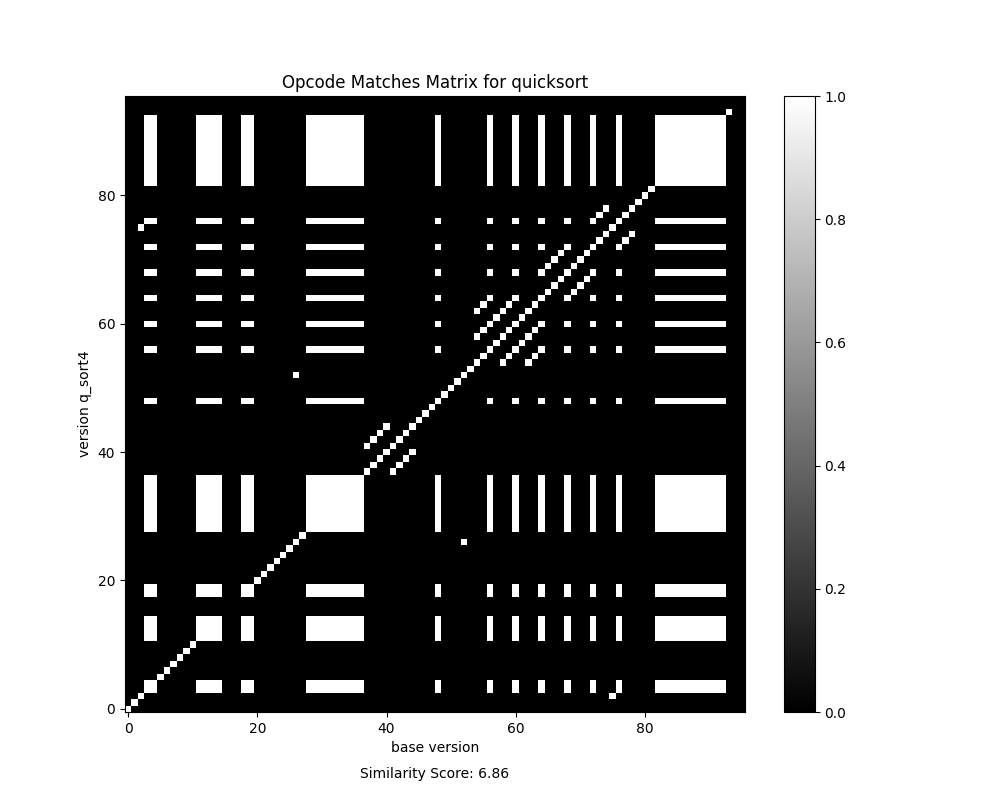 Opcode Matches Matrix for quicksort
1.0
0.8
0.6
0.4
0.2
0.0
80
60
40
20
0
version q_sort4
0 20 40 60 80
base version
Similarity Score: 6.86